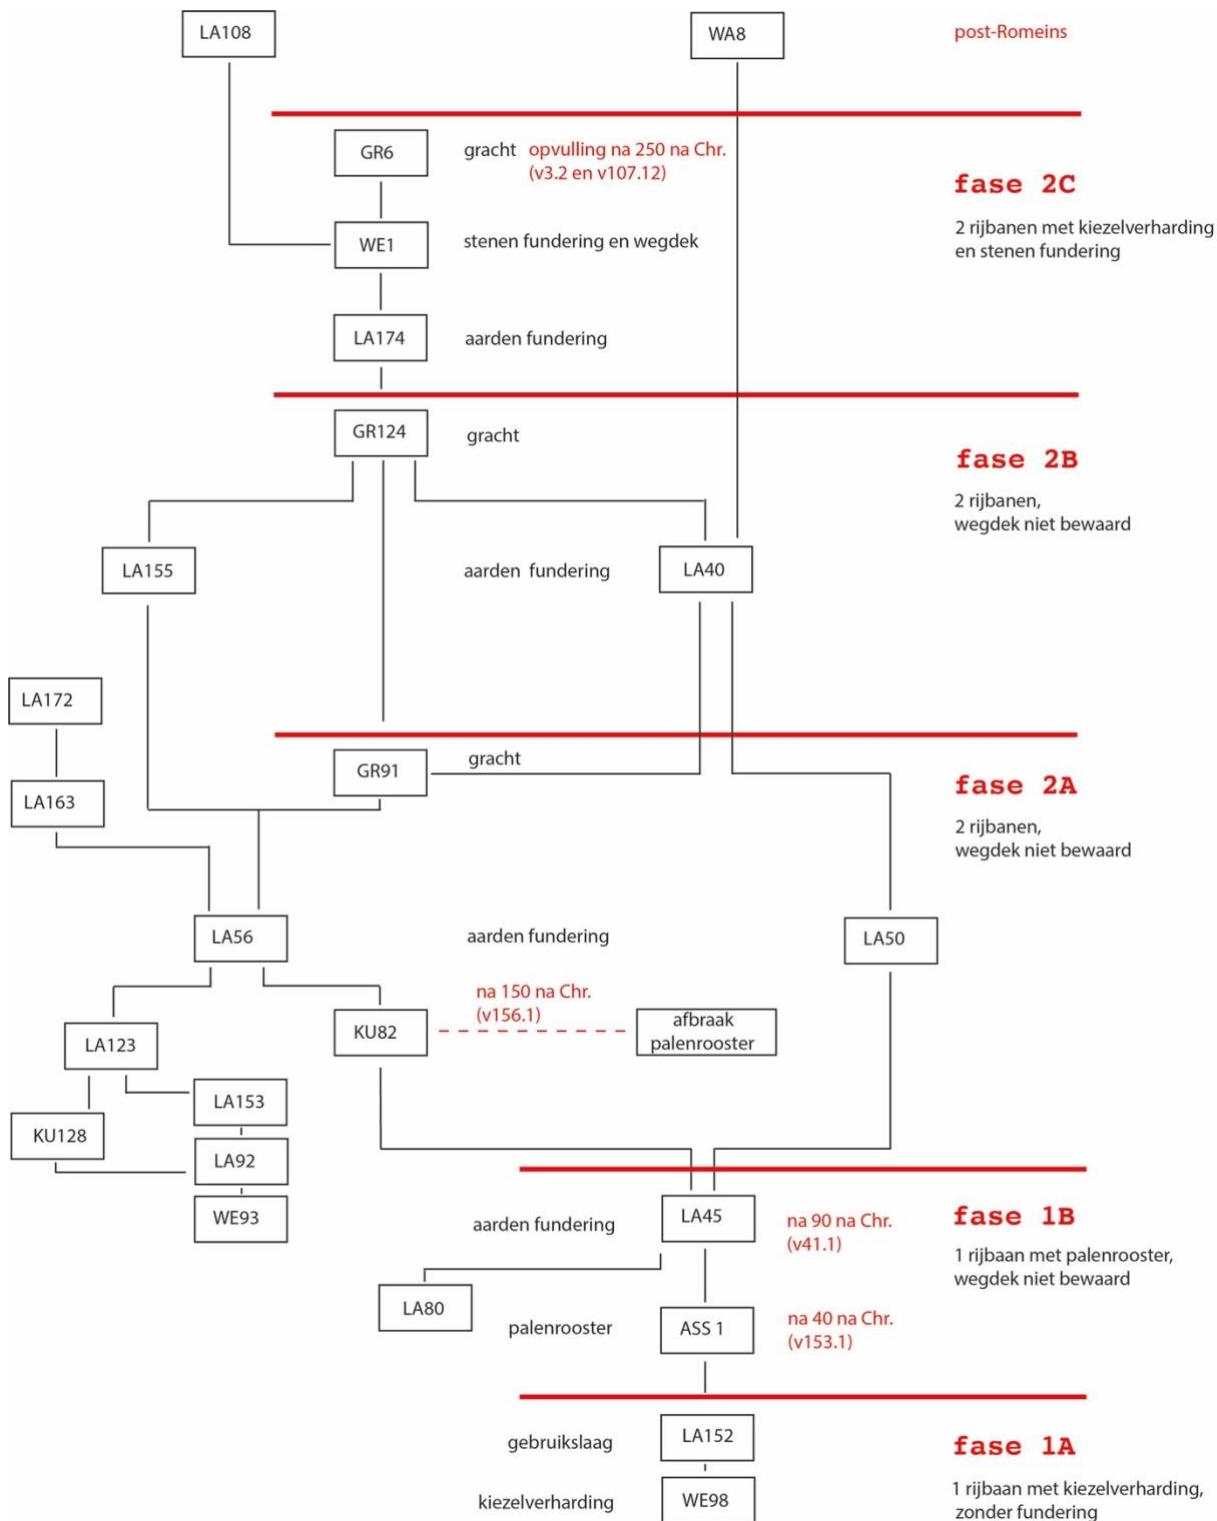 LA108
WA8
post-Romeins
GR6
gracht opvulling na 250 na Chr.
(v3.2 en v107.12)
fase 2C
2 rijbanen met kiezelverharding
en stenen fundering
WE1
stenen fundering en wegdek
LA174
aarden fundering
GR124
gracht
fase 2B
2 rijbanen,
wegdek niet bewaard
LA155
aarden fundering
LA40
LA172
GR91
gracht
LA163
fase 2A
2 rijbanen,
wegdek niet bewaard
LA56
aarden fundering
LA50
na 150 na Chr.
(v156.1)
KU82
afbraak
palenrooster
LA123
LA153
KU128
LA92
WE93
aarden fundering
LA45
na 90 na Chr.
(v41.1)
fase 1B
1 rijbaan met palenrooster,
wegdek niet bewaard
LA80
palenrooster
ASS 1
na 40 na Chr.
(v153.1)
gebruikslaag
LA152
fase 1A
kiezelverharding
WE98
1 rijbaan met kiezelverharding,
zonder fundering